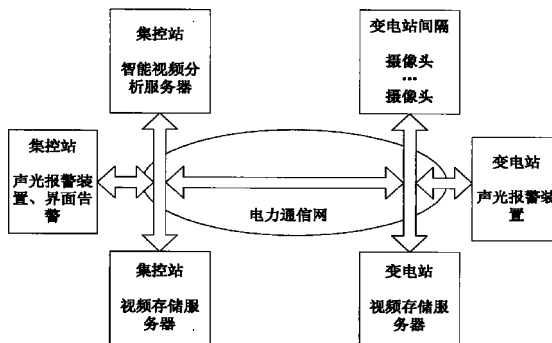 集控站
智能视频分
析服务器
变电站间隔
摄像头
...
摄像头
集控站
声光报警装
置、界面告
警
变电站
声光报警装
置
电力通信网
集控站
视频存储服
务器
变电站
视频存储服
务器